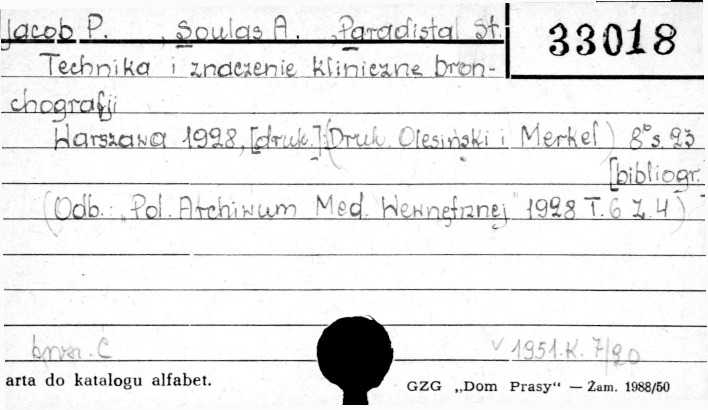 Jacob P. , Soulas A. , Paradistal St.
33018
Technika i znaczenie kliniczne bron-
chografji
Warszawa 1928, [druk.] (Druk. Olesiński i Merkel) 8° s. 23
[bibliogr.
(Odb. "Pol. Archiwum Med. Wewnętrznej" 1928 T. 6 Z. 4)
brosz. C
v 1951.K. 7/20
arta do katalogu alfabet.
GZG „Dom Prasy“ — Zam. 1988/50